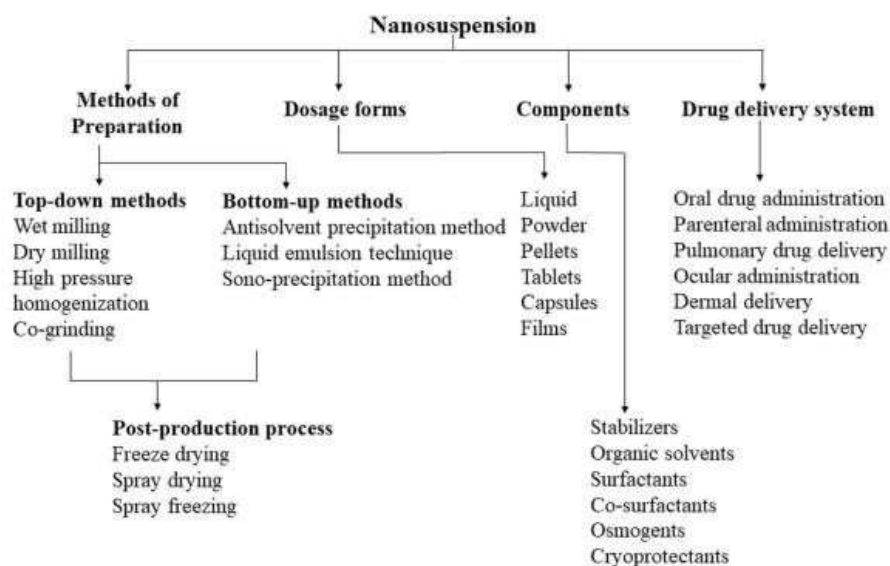 Nanosuspension
Methods of
Preparation
Dosage forms
Components
Drug delivery system
Top-down methods
Wet milling
Dry milling
High pressure
homogenization
Co-grinding
Bottom-up methods
Antisolvent precipitation method
Liquid emulsion technique
Sono-precipitation method
Liquid
Powder
Pellets
Tablets
Capsules
Films
Oral drug administration
Parenteral administration
Pulmonary drug delivery
Ocular administration
Dermal delivery
Targeted drug delivery
Post-production process
Freeze drying
Spray drying
Spray freezing
Stabilizers
Organic solvents
Surfactants
Co-surfactants
Osmogents
Cryoprotectants